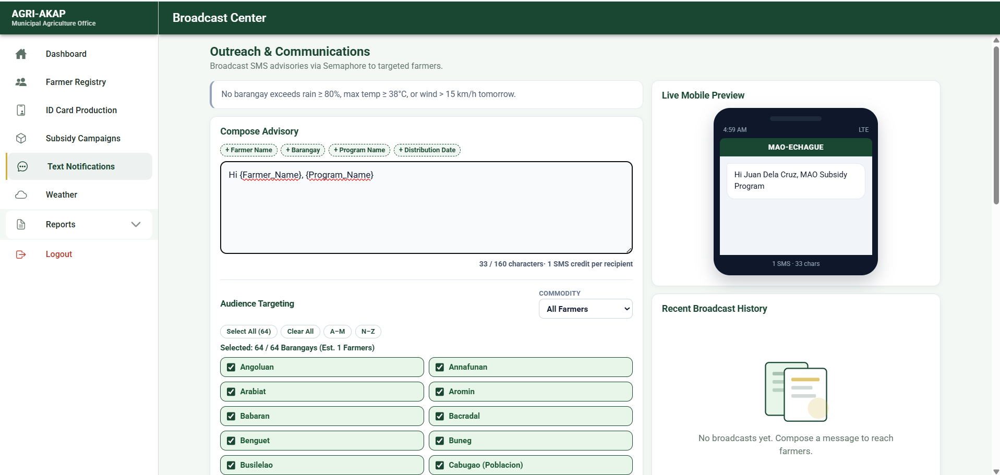 AGRI-AKAP
Municipal Agriculture Office
Dashboard
Farmer Registry
ID Card Production
Subsidy Campaigns
Text Notifications
Weather
Reports
Logout
Broadcast Center
Outreach & Communications
Broadcast SMS advisories via Semaphore to targeted farmers.
No barangay exceeds rain ≥ 80%, max temp ≥ 38°C, or wind > 15 km/h tomorrow.
Compose Advisory
+ Farmer Name + Barangay + Program Name + Distribution Date
Hi {Farmer_Name}, {Program_Name}
33 / 160 characters· 1 SMS credit per recipient
Audience Targeting
COMMODITY
All Farmers
Select All (64) Clear All A–M N–Z
Selected: 64 / 64 Barangays (Est. 1 Farmers)
Angoluan Annafunan
Arabiat Aromin
Babaran Bacradal
Benguet Buneg
Busilelao Cabugao (Poblacion)
Live Mobile Preview
4:59 AM LTE
MAO-ECHAGUE
Hi Juan Dela Cruz, MAO Subsidy
Program
1 SMS · 33 chars
Recent Broadcast History
No broadcasts yet. Compose a message to reach
farmers.